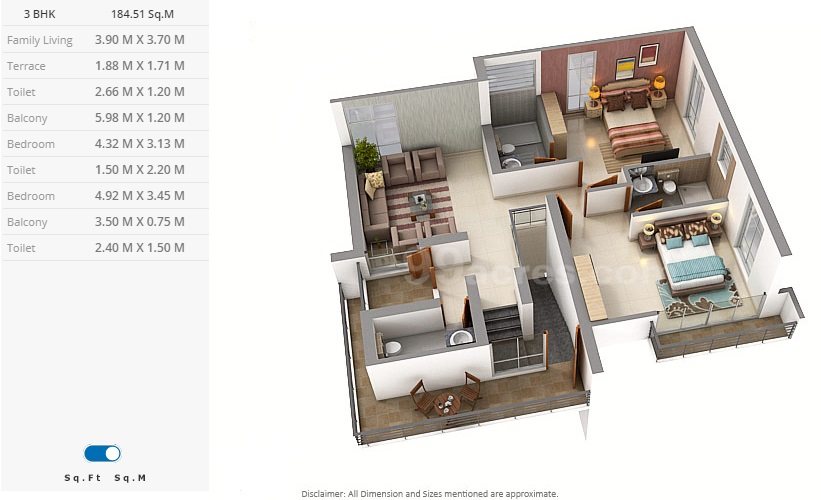 3 BHK 184.51 Sq.M
Family Living 3.90 M X 3.70 M
Terrace 1.88 M X 1.71 M
Toilet 2.66 M X 1.20 M
Balcony 5.98 M X 1.20 M
Bedroom 4.32 M X 3.13 M
Toilet 1.50 M X 2.20 M
Bedroom 4.92 M X 3.45 M
Balcony 3.50 M X 0.75 M
Toilet 2.40 M X 1.50 M
99acres.com
Sq.Ft Sq.M
Disclaimer: All Dimension and Sizes mentioned are approximate.